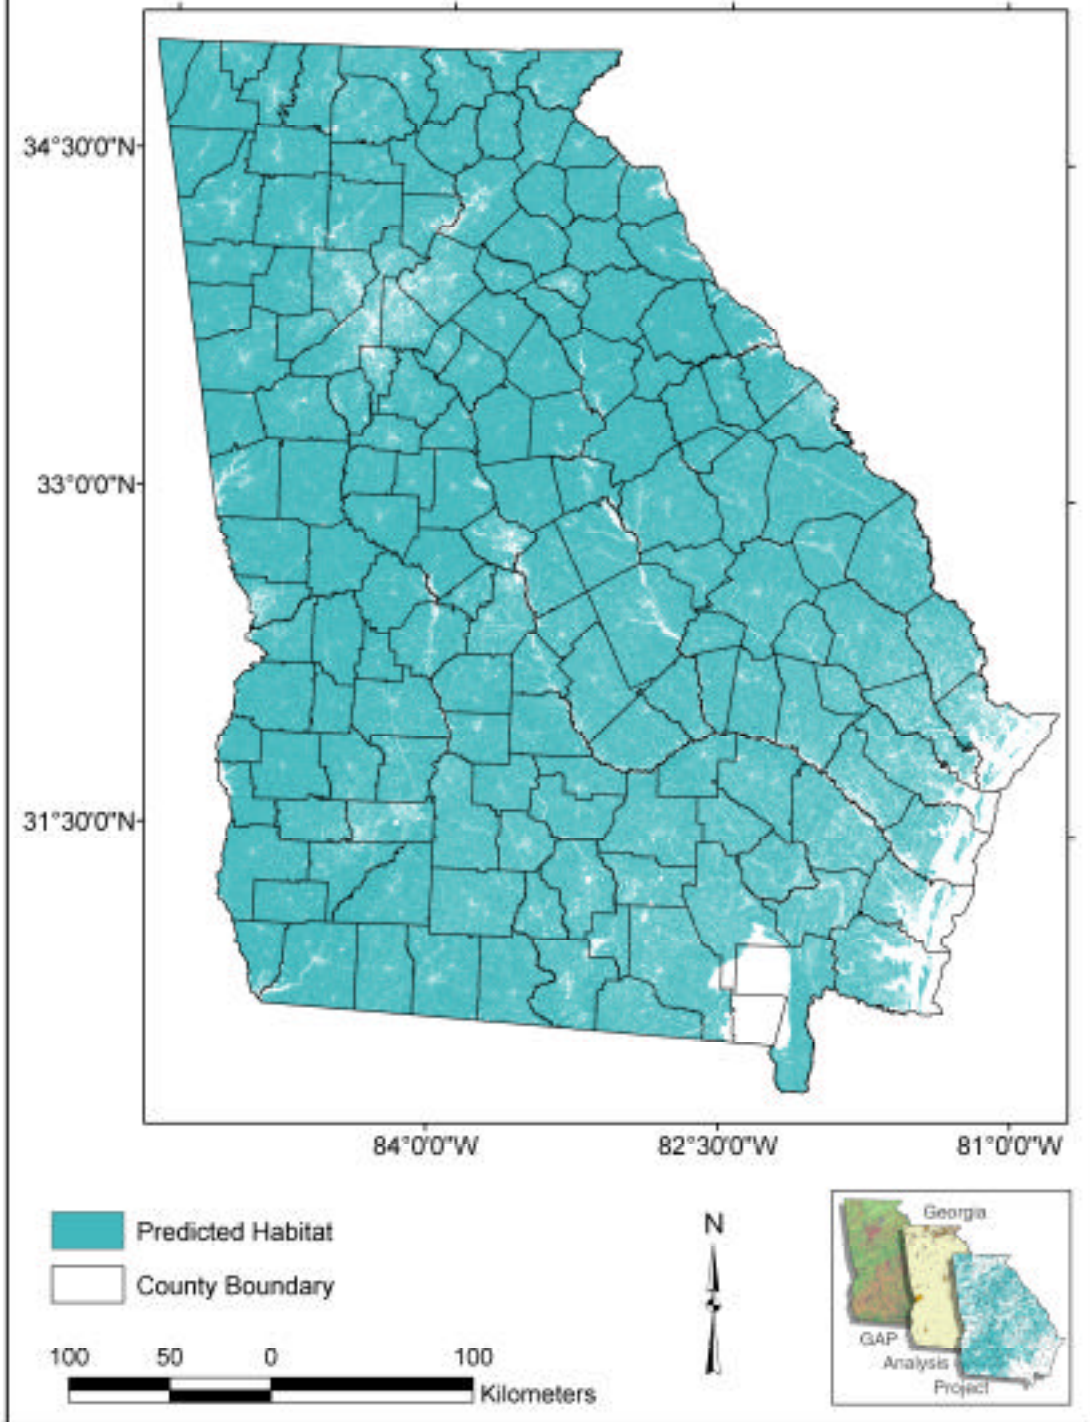 34°30'0"N
33°0'0"N
31°30'0"N
84°0'0"W 82°30'0"W 81°0'0"W
Predicted Habitat
County Boundary
N
100 50 0 100
Kilometers
Georgia
GAP
Analysis
Project